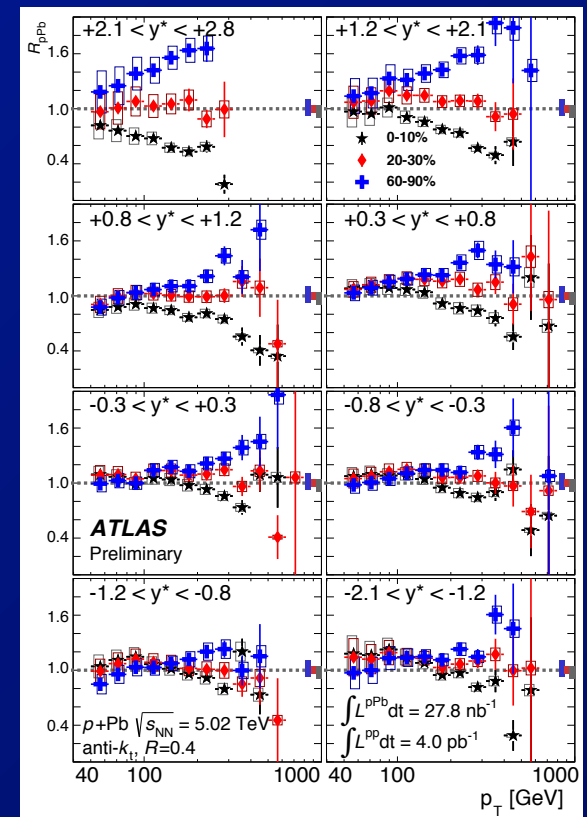 R_pPb
+2.1 < y* < +2.8
+1.2 < y* < +2.1
1.6
1.0
0.4
0-10%
20-30%
60-90%
+0.8 < y* < +1.2
+0.3 < y* < +0.8
1.6
1.0
0.4
-0.3 < y* < +0.3
-0.8 < y* < -0.3
1.6
1.0
0.4
ATLAS
Preliminary
-1.2 < y* < -0.8
-2.1 < y* < -1.2
1.6
1.0
0.4
p+Pb √s_NN = 5.02 TeV
anti-k_t, R=0.4
∫L^pPb dt = 27.8 nb^-1
∫L^pp dt = 4.0 pb^-1
40 100 1000 40 100 1000
p_T [GeV]